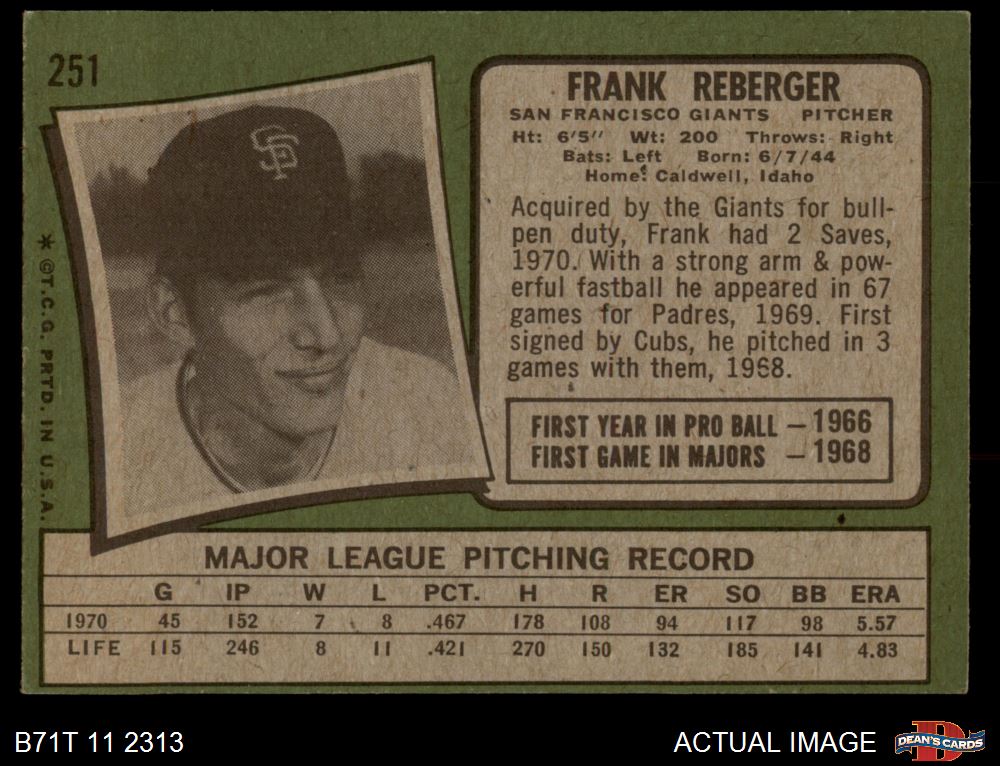 251
FRANK REBERGER
SAN FRANCISCO GIANTS PITCHER
Ht: 6'5" Wt: 200 Throws: Right
Bats: Left Born: 6/7/44
Home: Caldwell, Idaho
Acquired by the Giants for bull-
pen duty, Frank had 2 Saves,
1970. With a strong arm & pow-
erful fastball he appeared in 67
games for Padres, 1969. First
signed by Cubs, he pitched in 3
games with them, 1968.
FIRST YEAR IN PRO BALL — 1966
FIRST GAME IN MAJORS — 1968
SF
* ©T.C.G. PRTD. IN U.S.A.
MAJOR LEAGUE PITCHING RECORD
G IP W L PCT. H R ER SO BB ERA
1970 45 152 7 8 .467 178 108 94 117 98 5.57
LIFE 115 246 8 11 .421 270 150 132 185 141 4.83
B71T 11 2313
ACTUAL IMAGE
DEAN'S CARDS